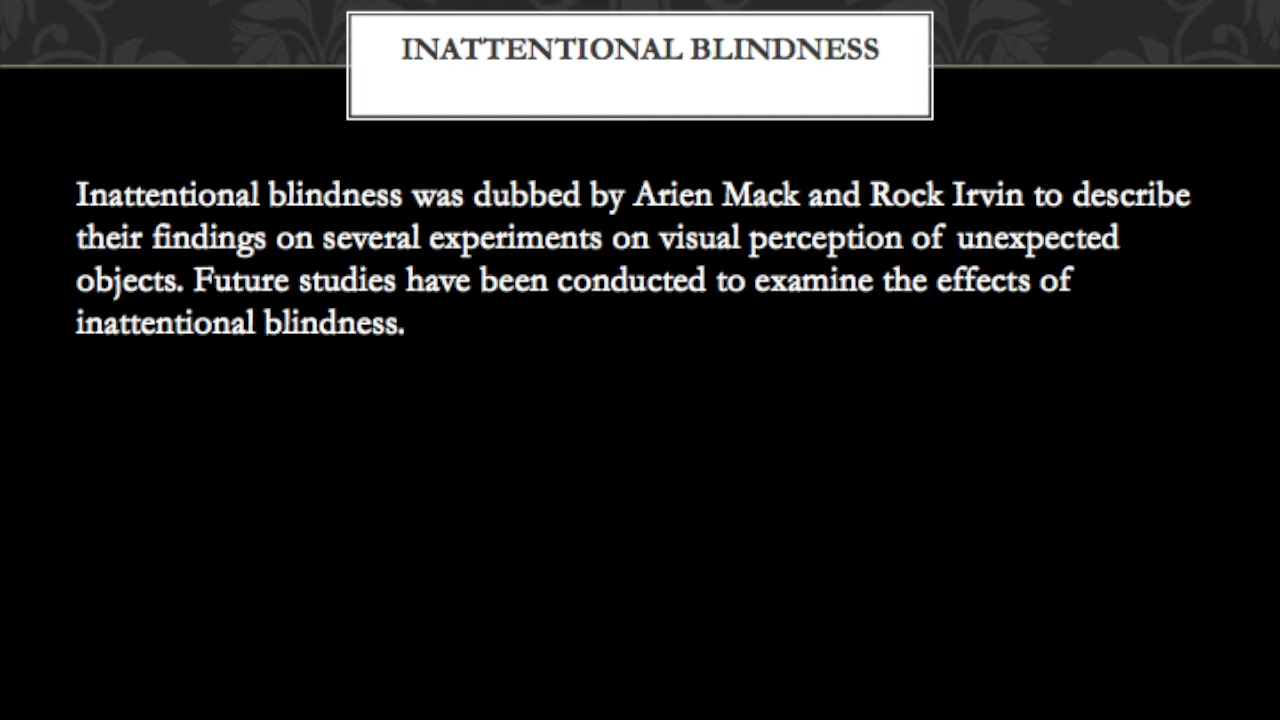 INATTENTIONAL BLINDNESS
Inattentional blindness was dubbed by Arien Mack and Rock Irvin to describe
their findings on several experiments on visual perception of unexpected
objects. Future studies have been conducted to examine the effects of
inattentional blindness.